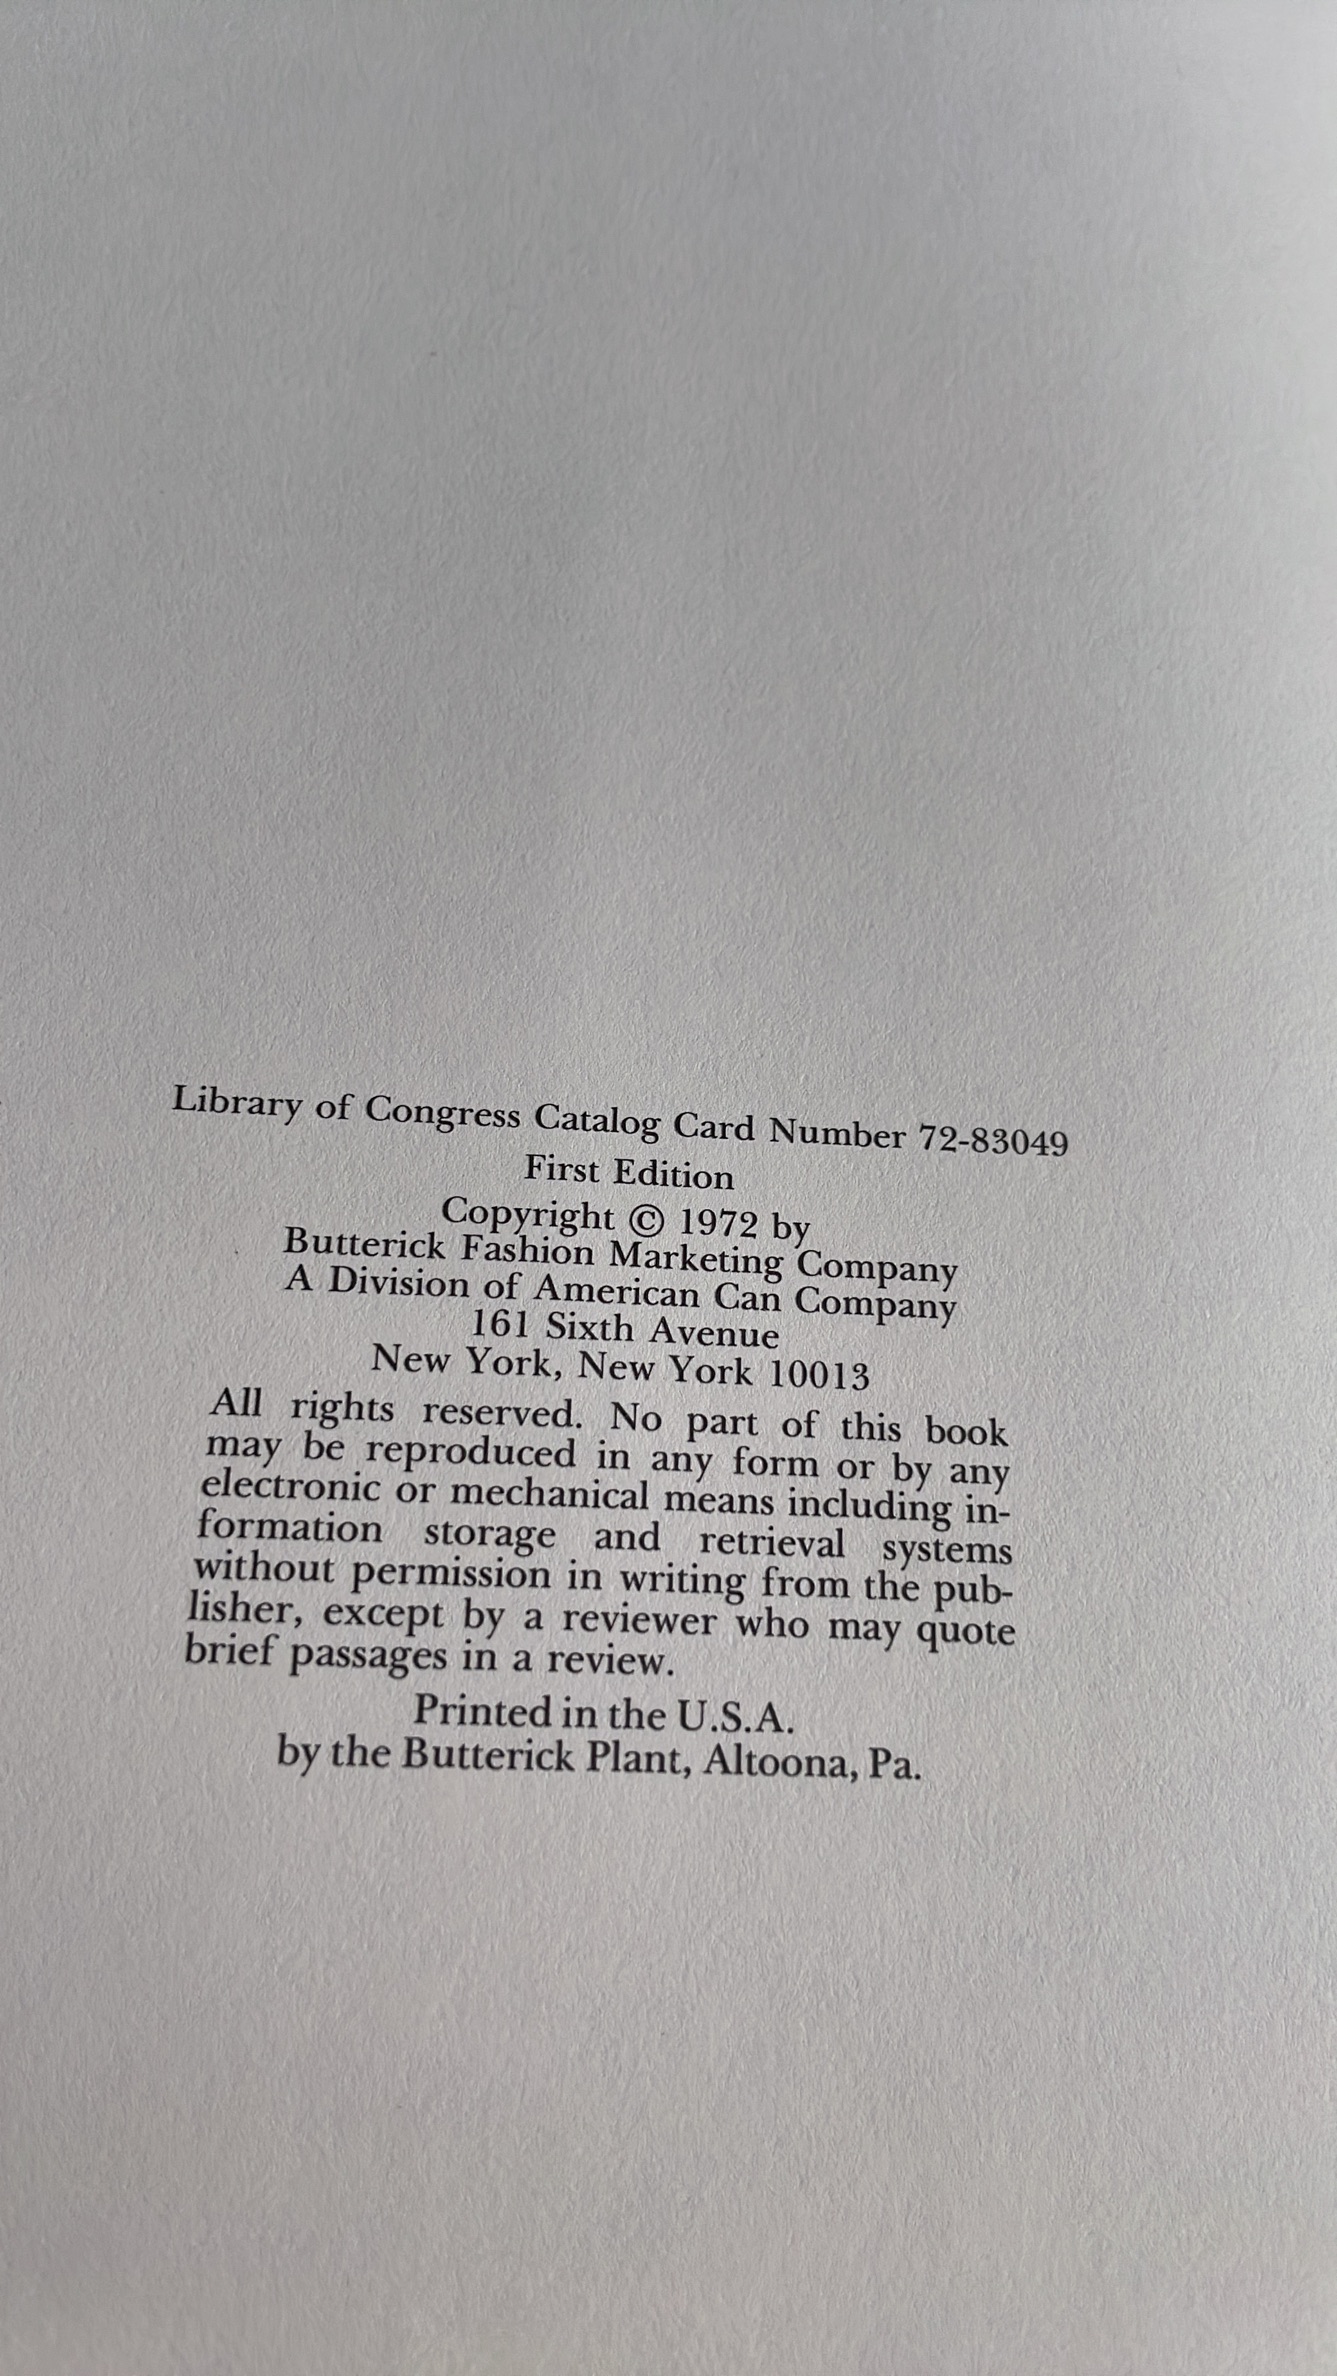 Library of Congress Catalog Card Number 72-83049
First Edition
Copyright © 1972 by
Butterick Fashion Marketing Company
A Division of American Can Company
161 Sixth Avenue
New York, New York 10013
All rights reserved. No part of this book
may be reproduced in any form or by any
electronic or mechanical means including in-
formation storage and retrieval systems
without permission in writing from the pub-
lisher, except by a reviewer who may quote
brief passages in a review.
Printed in the U.S.A.
by the Butterick Plant, Altoona, Pa.